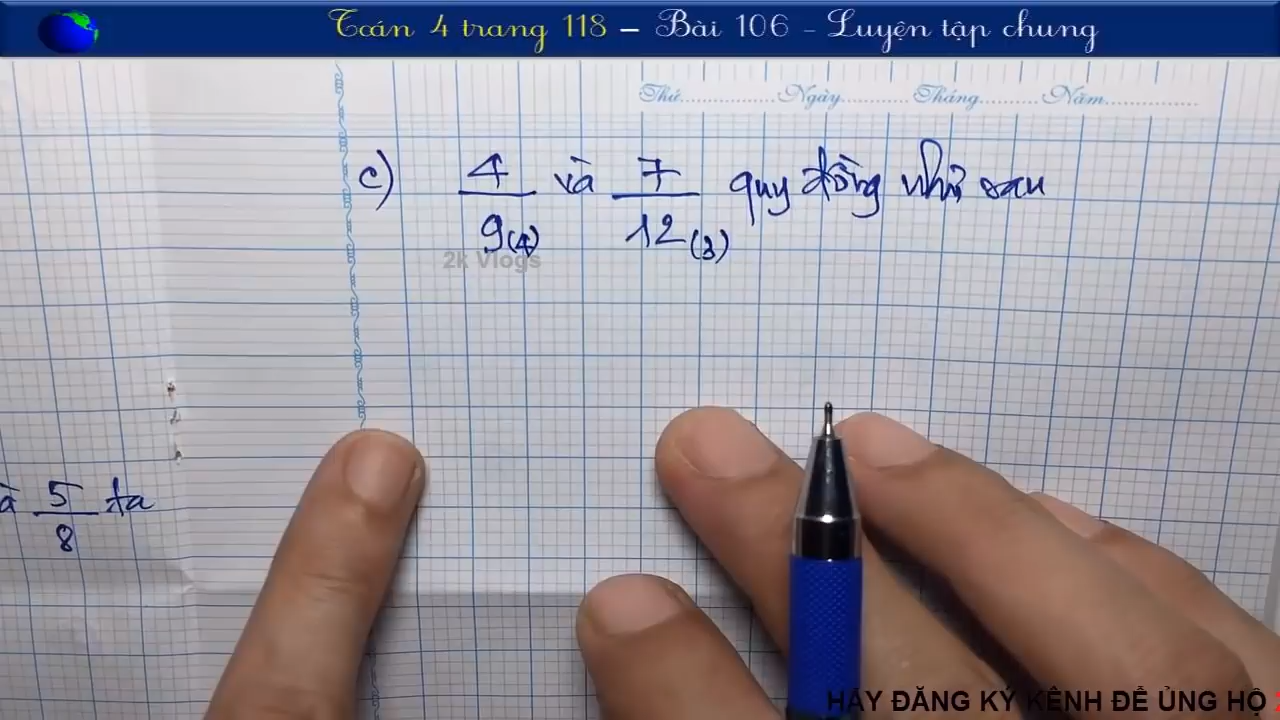 Toán 4 trang 118 – Bài 106 - Luyện tập chung
Thứ...............Ngày...........Tháng..........Năm...............
c) 4/9(4) và 7/12(3) quy đồng như sau
2k Vlogs
à 5/8 ta
HÃY ĐĂNG KÝ KÊNH ĐỂ ỦNG HỘ